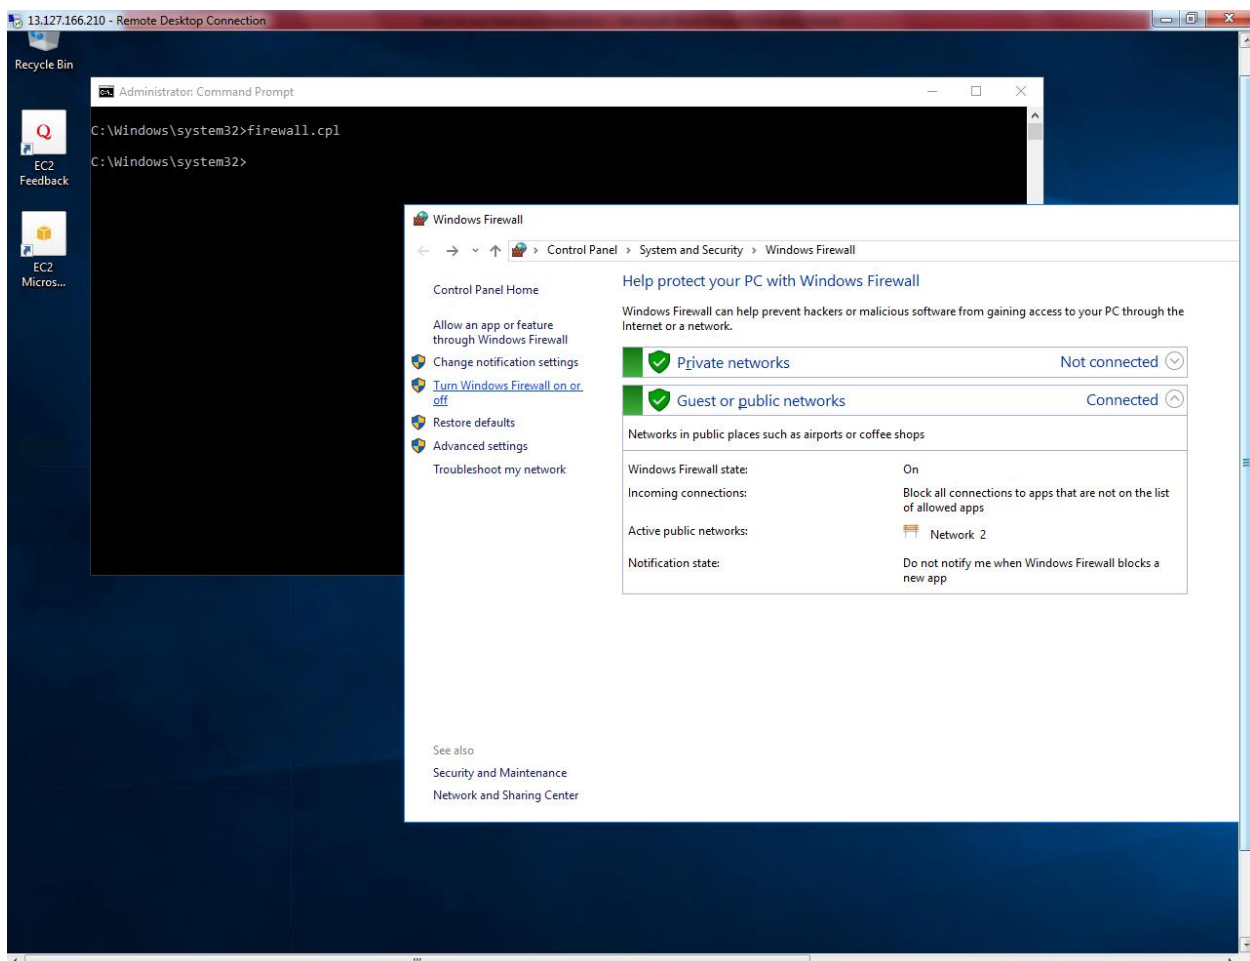 13.127.166.210 - Remote Desktop Connection
Recycle Bin
Administrator: Command Prompt
C:\Windows\system32>firewall.cpl
C:\Windows\system32>
Q
EC2
Feedback
EC2
Micros...
Windows Firewall
Control Panel > System and Security > Windows Firewall
Control Panel Home
Allow an app or feature
through Windows Firewall
Change notification settings
Turn Windows Firewall on or
off
Restore defaults
Advanced settings
Troubleshoot my network
Help protect your PC with Windows Firewall
Windows Firewall can help prevent hackers or malicious software from gaining access to your PC through the
Internet or a network.
Private networks Not connected
Guest or public networks Connected
Networks in public places such as airports or coffee shops
Windows Firewall state: On
Incoming connections: Block all connections to apps that are not on the list
of allowed apps
Active public networks: Network 2
Notification state: Do not notify me when Windows Firewall blocks a
new app
See also
Security and Maintenance
Network and Sharing Center